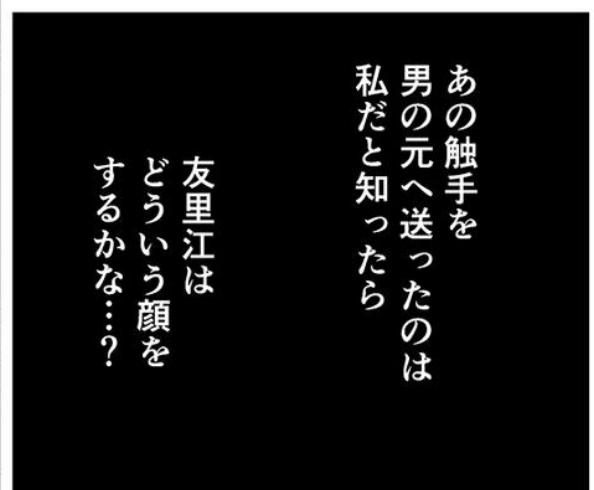 あの触手を
男の元へ送ったのは
私だと知ったら
友里江は
どういう顔を
するかな…？